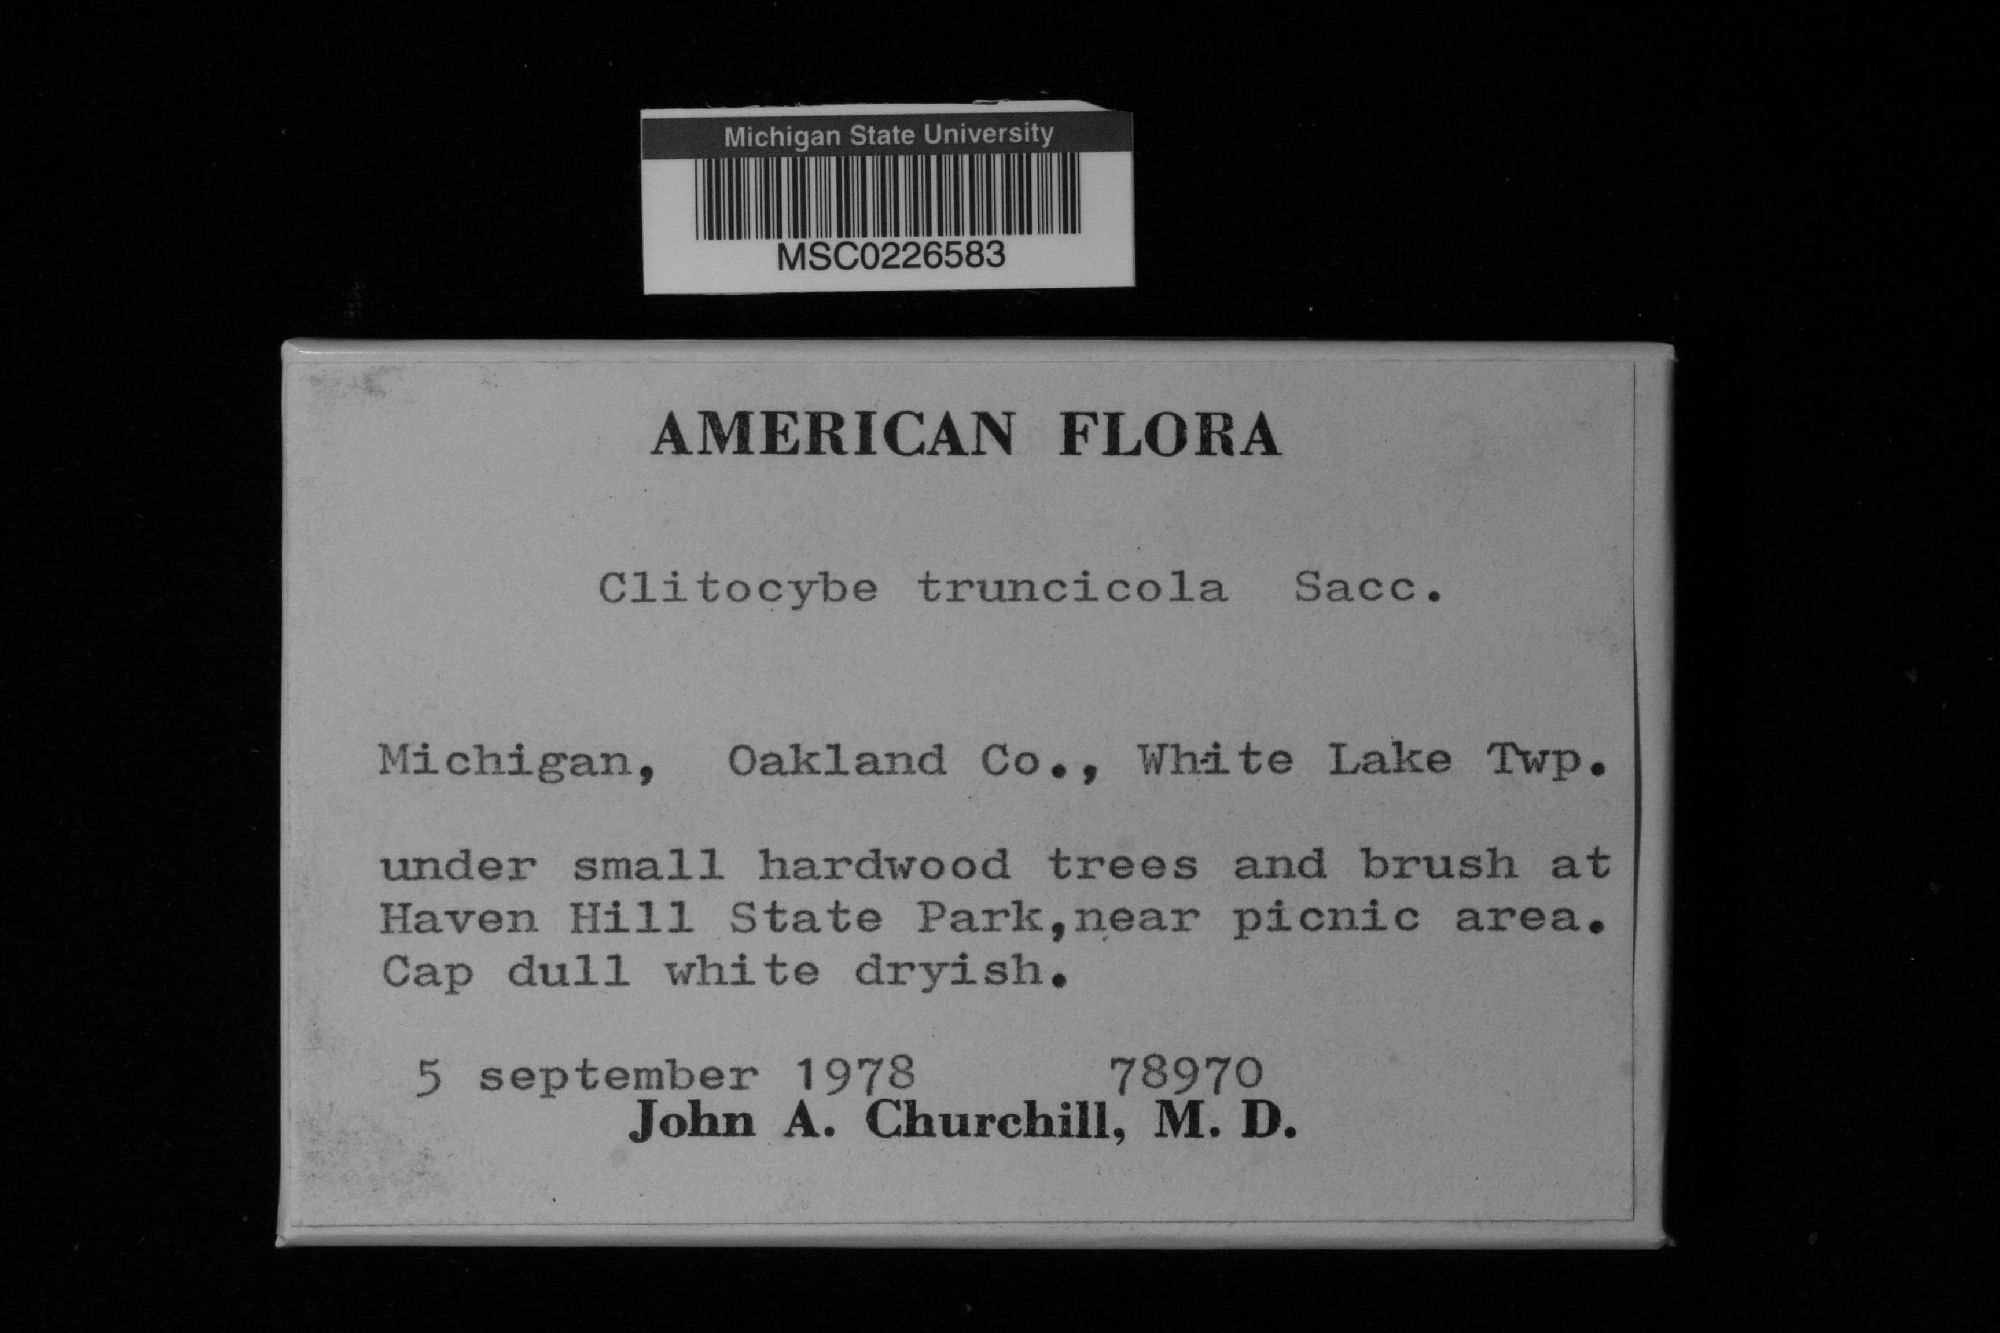 Michigan State University
MSC0226583
AMERICAN FLORA
Clitocybe truncicola Sacc.
Michigan, Oakland Co., White Lake Twp.
under small hardwood trees and brush at
Haven Hill State Park,near picnic area.
Cap dull white dryish.
5 september 1978 78970
John A. Churchill, M. D.